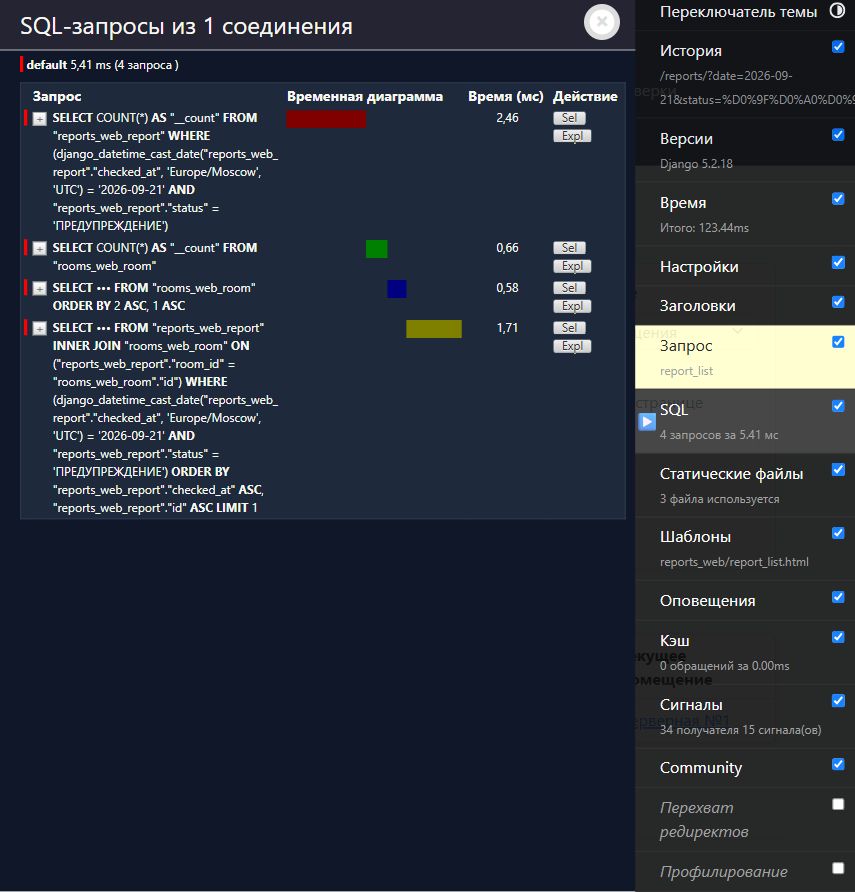 SQL-запросы из 1 соединения
default 5,41 ms (4 запроса )
Запрос Временная диаграмма Время (мс) Действие
+ SELECT COUNT(*) AS "__count" FROM 2,46 Sel
"reports_web_report" WHERE Expl
(django_datetime_cast_date("reports_web_
report"."checked_at", 'Europe/Moscow',
'UTC') = '2026-09-21' AND
"reports_web_report"."status" =
'ПРЕДУПРЕЖДЕНИЕ')
+ SELECT COUNT(*) AS "__count" FROM 0,66 Sel
"rooms_web_room" Expl
+ SELECT ••• FROM "rooms_web_room" 0,58 Sel
ORDER BY 2 ASC, 1 ASC Expl
+ SELECT ••• FROM "reports_web_report" 1,71 Sel
INNER JOIN "rooms_web_room" ON Expl
("reports_web_report"."room_id" =
"rooms_web_room"."id") WHERE
(django_datetime_cast_date("reports_web_
report"."checked_at", 'Europe/Moscow',
'UTC') = '2026-09-21' AND
"reports_web_report"."status" =
'ПРЕДУПРЕЖДЕНИЕ') ORDER BY
"reports_web_report"."checked_at" ASC,
"reports_web_report"."id" ASC LIMIT 1
Переключатель темы
История
/reports/?date=2026-09-
21&status=%D0%9F%D0%A0%D0%9
Версии
Django 5.2.18
Время
Итого: 123.44ms
Настройки
Заголовки
Запрос
report_list
SQL
4 запросов за 5.41 мс
Статические файлы
3 файла используется
Шаблоны
reports_web/report_list.html
Оповещения
Кэш
0 обращений за 0.00ms
Сигналы
34 получателя 15 сигнала(ов)
Community
Перехват
редиректов
Профилирование